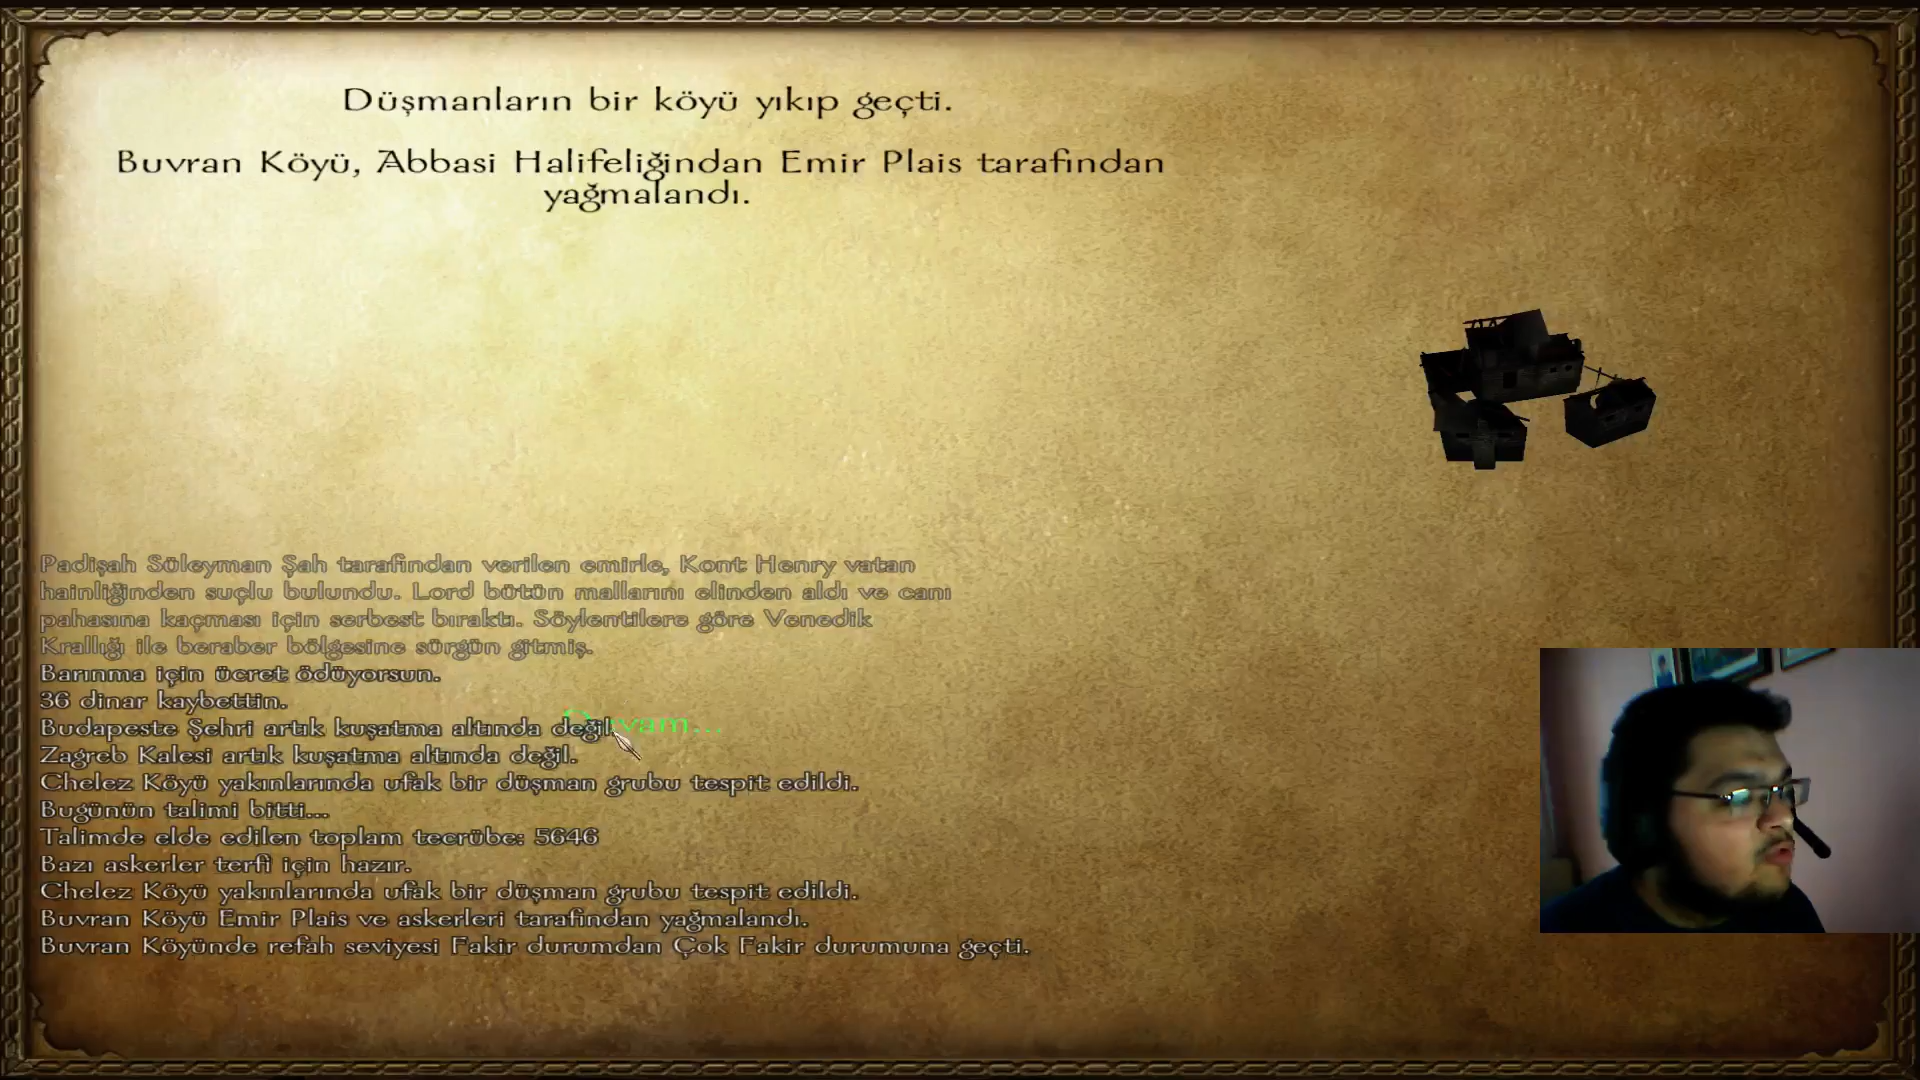 Düşmanların bir köyü yıkıp geçti.
Buvran Köyü, Abbasi Halifeliğindan Emir Plais tarafından
yağmalandı.
Padişah Süleyman Şah tarafından verilen emirle, Kont Henry vatan
hainliğinden suçlu bulundu. Lord bütün mallarını elinden aldı ve canı
pahasına kaçması için serbest bıraktı. Söylentilere göre Venedik
Krallığı ile beraber bölgesine sürgün gitmiş.
Barınma için ücret ödüyorsun.
36 dinar kaybettin.
Devam...
Budapeşte Şehri artık kuşatma altında değil.
Zagreb Kalesi artık kuşatma altında değil.
Chelez Köyü yakınlarında ufak bir düşman grubu tespit edildi.
Bugünün talimi bitti...
Talimde elde edilen toplam tecrübe: 5646
Bazı askerler terfi için hazır.
Chelez Köyü yakınlarında ufak bir düşman grubu tespit edildi.
Buvran Köyü Emir Plais ve askerleri tarafından yağmalandı.
Buvran Köyünde refah seviyesi Fakir durumdan Çok Fakir durumuna geçti.